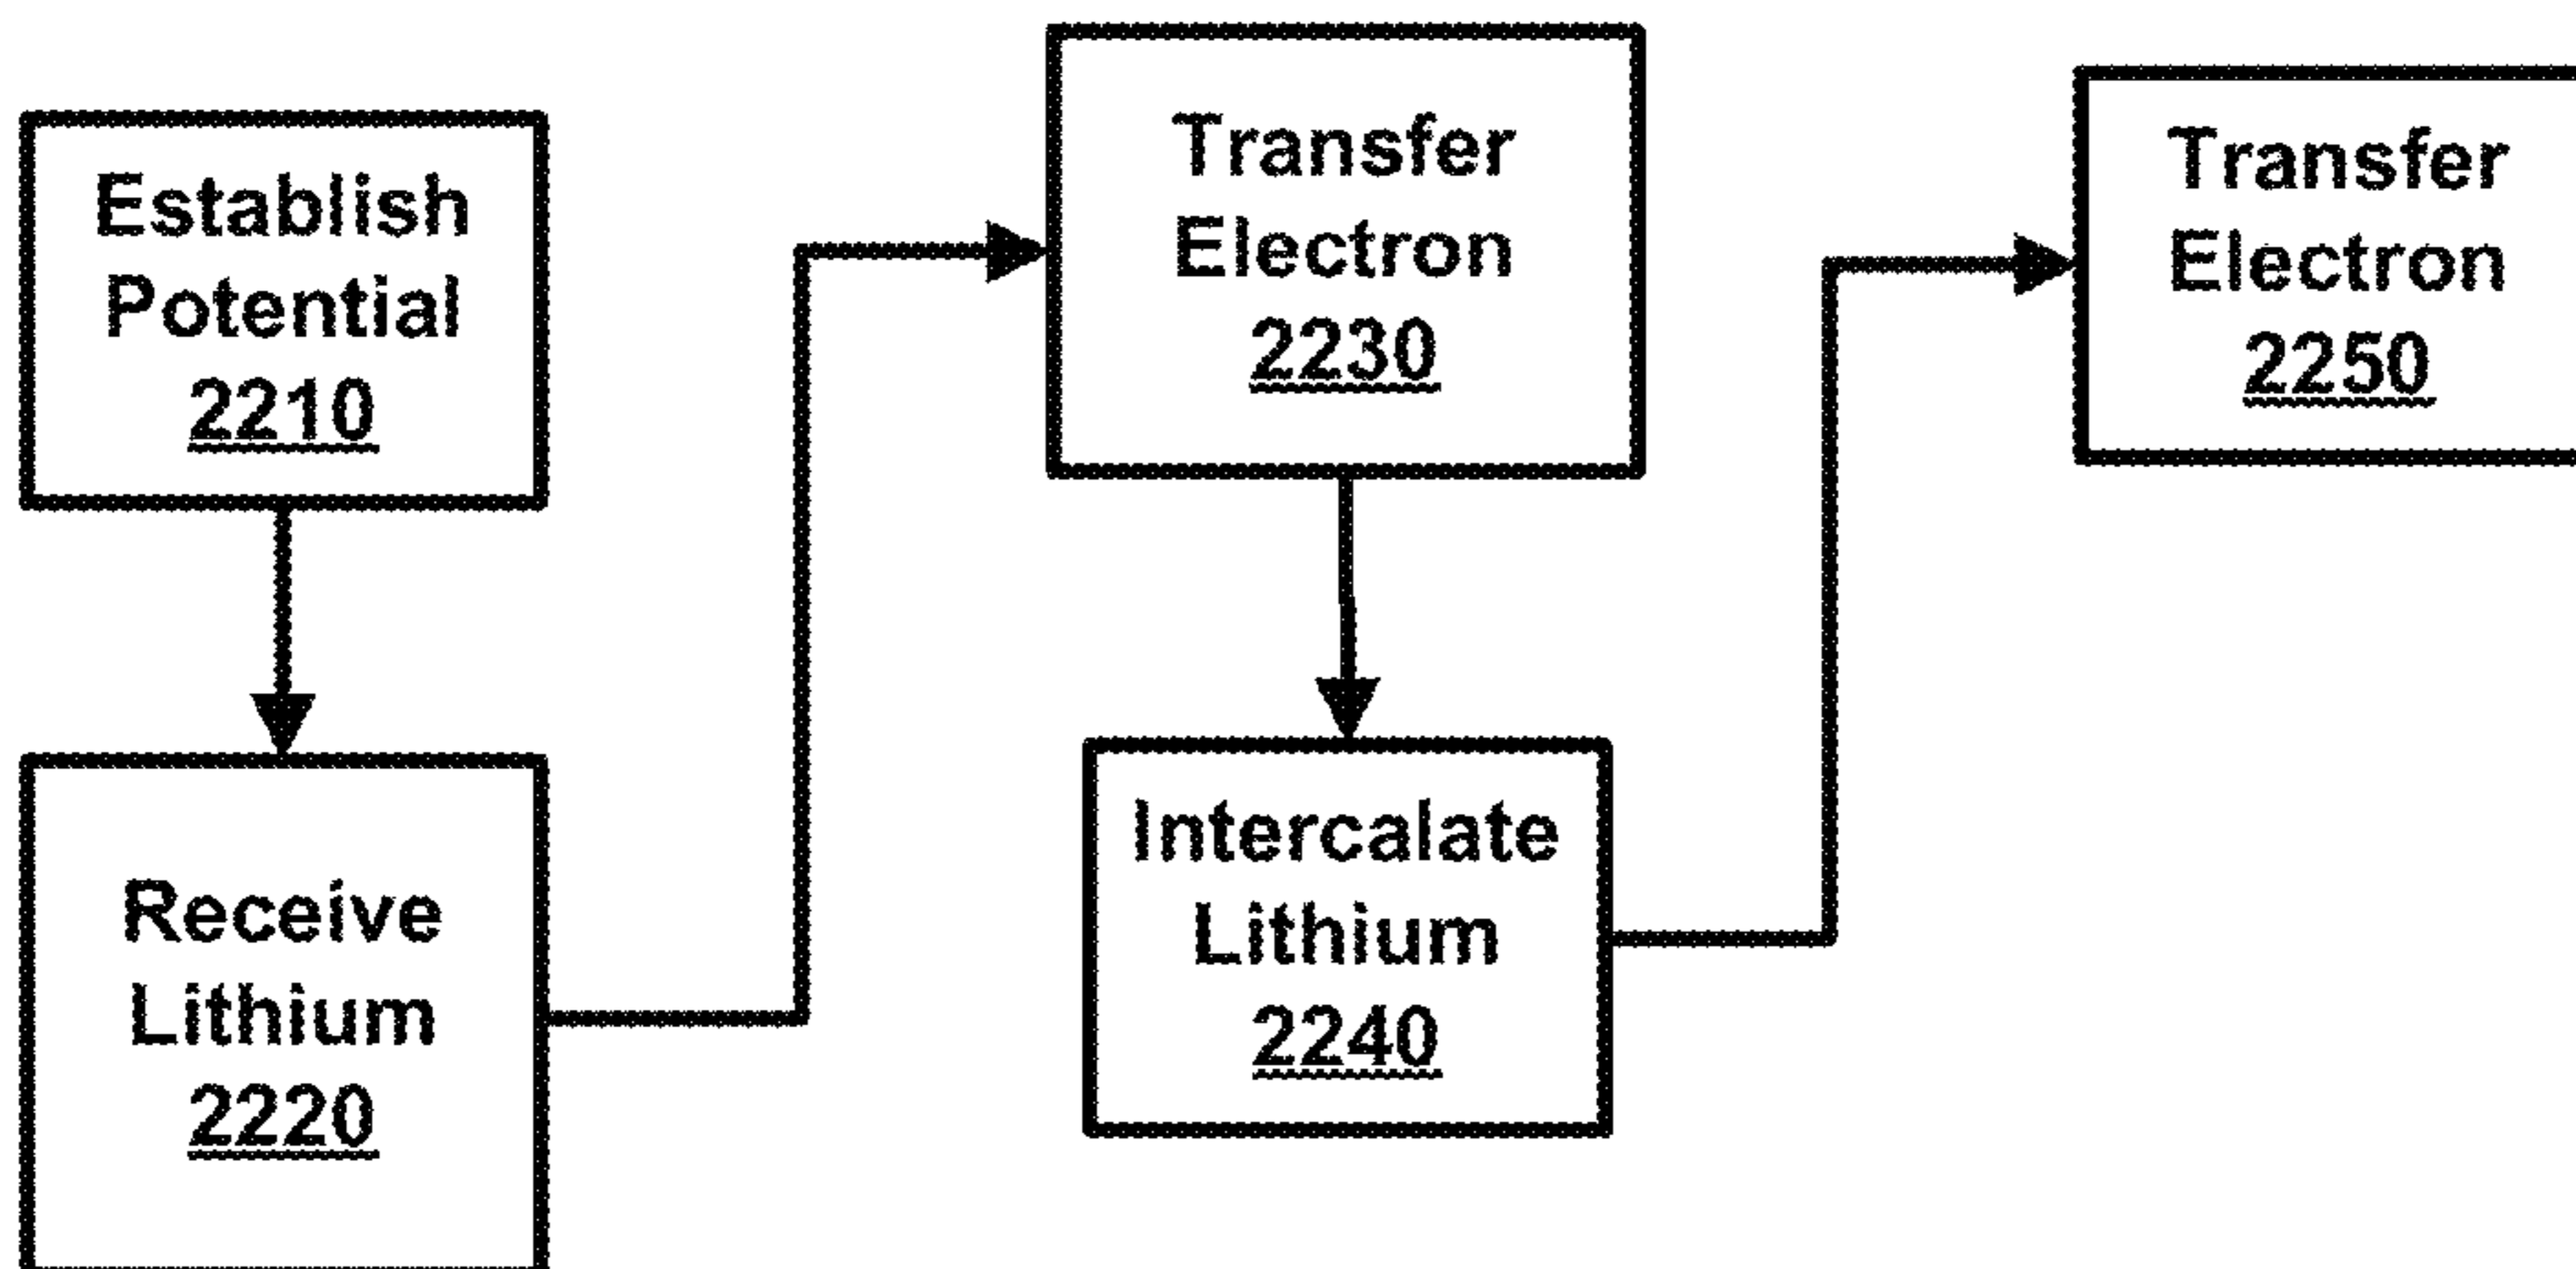 Establish
Potential
2210
Receive
Lithium
2220
Transfer
Electron
2230
Intercalate
Lithium
2240
Transfer
Electron
2250